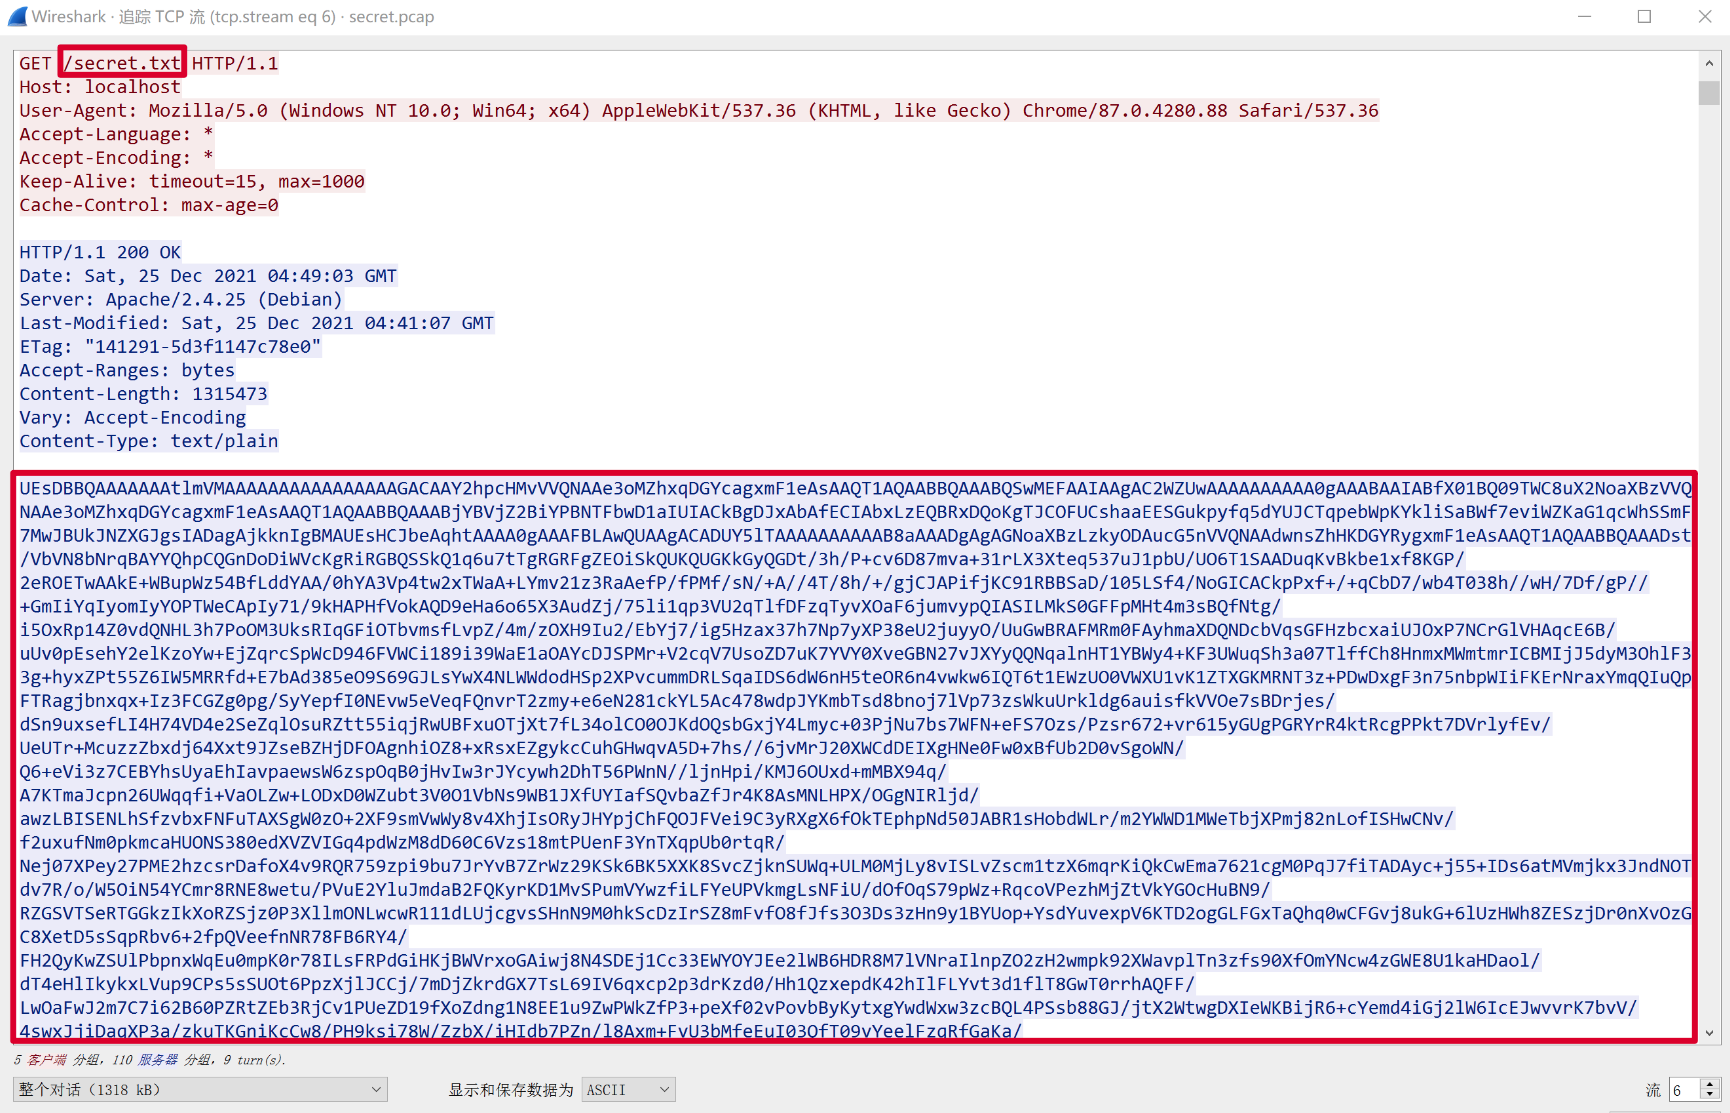 Wireshark · 追踪 TCP 流 (tcp.stream eq 6) · secret.pcap
GET /secret.txt HTTP/1.1
Host: localhost
User-Agent: Mozilla/5.0 (Windows NT 10.0; Win64; x64) AppleWebKit/537.36 (KHTML, like Gecko) Chrome/87.0.4280.88 Safari/537.36
Accept-Language: *
Accept-Encoding: *
Keep-Alive: timeout=15, max=1000
Cache-Control: max-age=0
HTTP/1.1 200 OK
Date: Sat, 25 Dec 2021 04:49:03 GMT
Server: Apache/2.4.25 (Debian)
Last-Modified: Sat, 25 Dec 2021 04:41:07 GMT
ETag: "141291-5d3f1147c78e0"
Accept-Ranges: bytes
Content-Length: 1315473
Vary: Accept-Encoding
Content-Type: text/plain
UEsDBBQAAAAAAAtlmVMAAAAAAAAAAAAAAAAGACAAY2hpcHMvVVQNAAe3oMZhxqDGYcagxmF1eAsAAQT1AQAABBQAAABQSwMEFAAIAAgAC2WZUwAAAAAAAAAA0gAAABAAIABfX01BQ09TWC8uX2NoaXBzVVQ
NAAe3oMZhxqDGYcagxmF1eAsAAQT1AQAABBQAAABjYBVjZ2BiYPBNTFbwD1aIUIACkBgDJxAbAfECIAbxLzEQBRxDQoKgTJCOFUCshaaEESGukpyfq5dYUJCTqpebWpKYkliSaBWf7eviWZKaG1qcWhSSmF
7MwJBUkJNZXGJgsIADagAjkknIgBMAUEsHCJbeAqhtAAAA0gAAAFBLAwQUAAgACADUY5lTAAAAAAAAAAB8aAAADgAgAGNoaXBzLzkyODAucG5nVVQNAAdwnsZhHKDGYRygxmF1eAsAAQT1AQAABBQAAADst
/VbVN8bNrqBAYYQhpCQGnDoDiWVcKgRiRGBQSSkQ1q6u7tTgRGRFgZEOiSkQUKQUGKkGyQGDt/3h/P+cv6D87mva+31rLX3Xteq537uJ1pbU/UO6T1SAADuqKvBkbe1xf8KGP/
2eROETwAAkE+WBupWz54BfLddYAA/0hYA3Vp4tw2xTWaA+LYmv21z3RaAefP/fPMf/sN/+A//4T/8h/+/gjCJAPifjKC91RBBSaD/105LSf4/NoGICACkpPxf+/+qCbD7/wb4T038h//wH/7Df/gP//
+GmIiYqIyomIyYOPTWeCApIy71/9kHAPHfVokAQD9eHa6o65X3AudZj/75li1qp3VU2qTlfDFzqTyvXOaF6jumvypQIASILMkS0GFFpMHt4m3sBQfNtg/
i5OxRp14Z0vdQNHL3h7PoOM3UksRIqGFiOTbvmsfLvpZ/4m/zOXH9Iu2/EbYj7/ig5Hzax37h7Np7yXP38eU2juyyO/UuGwBRAFMRm0FAyhmaXDQNDcbVqsGFHzbcxaiUJOxP7NCrGlVHAqcE6B/
uUv0pEsehY2elKzoYw+EjZqrcSpWcD946FVWCi189i39WaE1aOAYcDJSPMr+V2cqV7UsoZD7uK7YVY0XveGBN27vJXYyQQNqalnHT1YBWy4+KF3UWuqSh3a07TlffCh8HnmxMWmtmrICBMIjJ5dyM3OhlF3
3g+hyxZPt55Z6IW5MRRfd+E7bAd385eO9S69GJLsYwX4NLWWdodHSp2XPvcummDRLSqaIDS6dW6nH5teOR6n4vwkw6IQT6t1EWzUO0VWXU1vK1ZTXGKMRNT3z+PDwDxgF3n75nbpWIiFKErNraxYmqQIuQp
FTRagjbnxqx+Iz3FCGZg0pg/SyYepfI0NEvw5eVeqFQnvrT2zmy+e6eN281ckYL5Ac478wdpJYKmbTsd8bnoj7lVp73zsWkuUrkldg6auisfkVVOe7sBDrjes/
dSn9uxsefLI4H74VD4e2SeZqlOsuRZtt55iqjRwUBFxuOTjXt7fL34olCO0OJKdOQsbGxjY4Lmyc+03PjNu7bs7WFN+eFS7Ozs/Pzsr672+vr615yGUgPGRYrR4ktRcgPPkt7DVrlyfEv/
UeUTr+McuzzZbxdj64Xxt9JZseBZHjDFOAgnhiOZ8+xRsxEZgykcCuhGHwqvA5D+7hs//6jvMrJ20XWCdDEIXgHNe0Fw0xBfUb2D0vSgoWN/
Q6+eVi3z7CEBYhsUyaEhIavpaewsW6zspOqB0jHvIw3rJYcywh2DhT56PWnN//ljnHpi/KMJ6OUxd+mMBX94q/
A7KTmaJcpn26UWqqfi+VaOLZw+LODxD0WZubt3V0O1VbNs9WB1JXfUYIafSQvbaZfJr4K8AsMNLHPX/OGgNIRljd/
awzLBISENLhSfzvbxFNFuTAXSgW0zO+2XF9smVwWy8v4XhjIsORyJHYpjChFQOJFVei9C3yRXgX6fOkTEphpNd50JABR1sHobdWLr/m2YWWD1MWeTbjXPmj82nLofISHwCNv/
f2uxufNm0pkmcaHUONS380edXVZVIGq4pdWzM8dD60C6Vzs18mtPUenF3YnTXqpUb0rtqR/
Nej07XPey27PME2hzcsrDafoX4v9RQR759zpi9bu7JrYvB7ZrWz29KSk6BK5XXK8SvcZjknSUWq+ULM0MjLy8vISLvZscm1tzX6mqrKiQkCwEma7621cgM0PqJ7fiTADAyc+j55+IDs6atMVmjkx3JndNOT
dv7R/o/W5OiN54YCmr8RNE8wetu/PVuE2YluJmdaB2FQKyrKD1MvSPumVYwzfiLFYeUPVkmgLsNFiU/dOfOqS79pWz+RqcoVPezhMjZtVkYGOcHuBN9/
RZGSVTSeRTGGkzIkXoRZSjz0P3XllmONLwcwR111dLUjcgvsSHnN9M0hkScDzIrSZ8mFvfO8fJfs3O3Ds3zHn9y1BYUop+YsdYuvexpV6KTD2ogGLFGxTaQhq0wCFGvj8ukG+6lUzHWh8ZESzjDr0nXvOzG
C8XetD5sSqpRbv6+2fpQVeefnNR78FB6RY4/
FH2QyKwZSUlPbpnxWqEu0mpK0r78ILsFRPdGiHKjBWVrxoGAiwj8N4SDEj1Cc33EWYOYJEe2lWB6HDR8M7lVNraIlnpZO2zH2wmpk92XWavplTn3zfs90XfOmYNcw4zGWE8U1kaHDaol/
dT4eHlIkykxLVup9CPs5sSUOt6PpzXjlJCCj/7mDjZkrdGX7TsL69IV6qxcp2p3drKzd0/Hh1QzxepdK42hIlFLYvt3d1flT8GwT0rrhAQFF/
LwOaFwJ2m7C7i62B60PZRtZEb3RjCv1PUeZD19fXoZdng1N8EE1u9ZwPWkZfP3+peXf02vPovbByKytxgYwdWxw3zcBQL4PSsb88GJ/jtX2WtwgDXIeWKBijR6+cYemd4iGj2lW6IcEJwvvrK7bvV/
4swxJjiDaqXP3a/zkuTKGniKcCw8/PH9ksi78W/ZzbX/iHIdb7PZn/l8Axm+FvU3bMfeEuI03OfT09vYeelFzqRfGaKa/
5 客户端 分组，110 服务器 分组，9 turn(s).
整个对话（1318 kB） 显示和保存数据为 ASCII 流 6